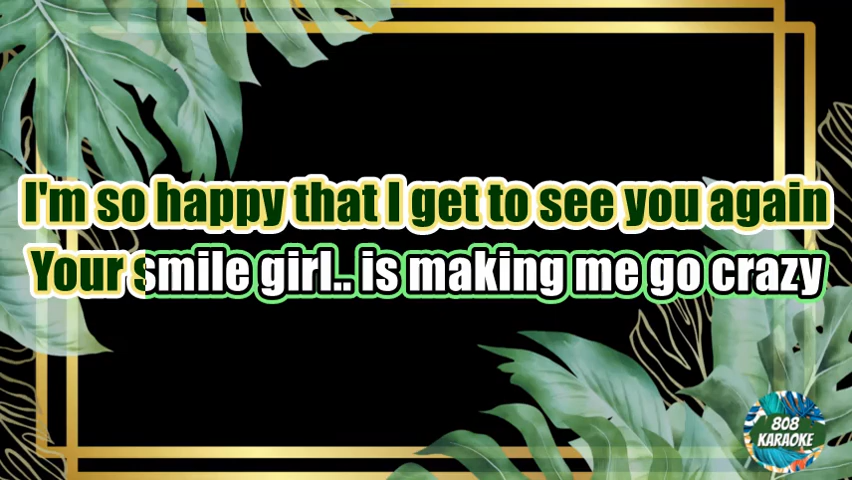 I'm so happy that I get to see you again
Your smile girl.. is making me go crazy
808
KARAOKE